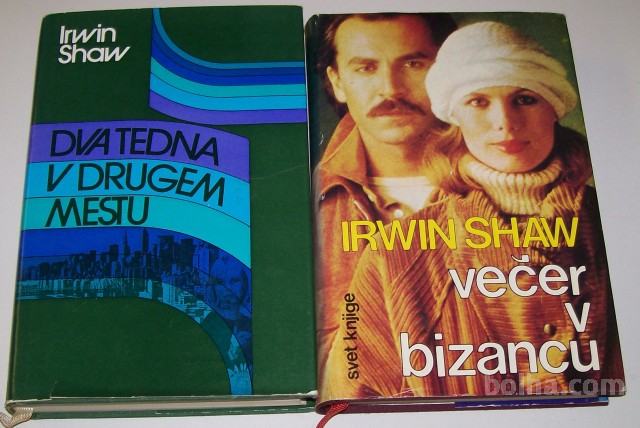 Irwin
Shaw
DVA TEDNA
V DRUGEM
MESTU
IRWIN SHAW
večer
v
bizancu
svet knjige
bolha.com